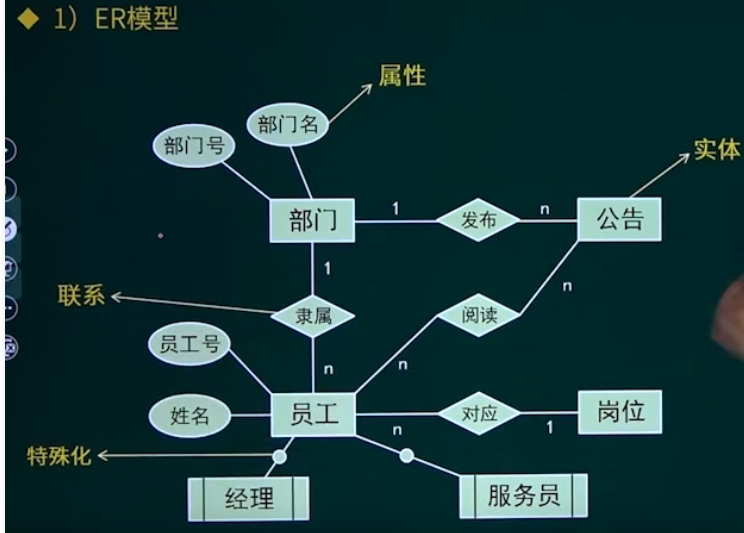 ◆ 1）ER模型
属性
部门名
部门号
实体
部门
1
发布
n
公告
1
n
联系
隶属
阅读
员工号
n
n
姓名
员工
对应
岗位
n
1
特殊化
经理
服务员